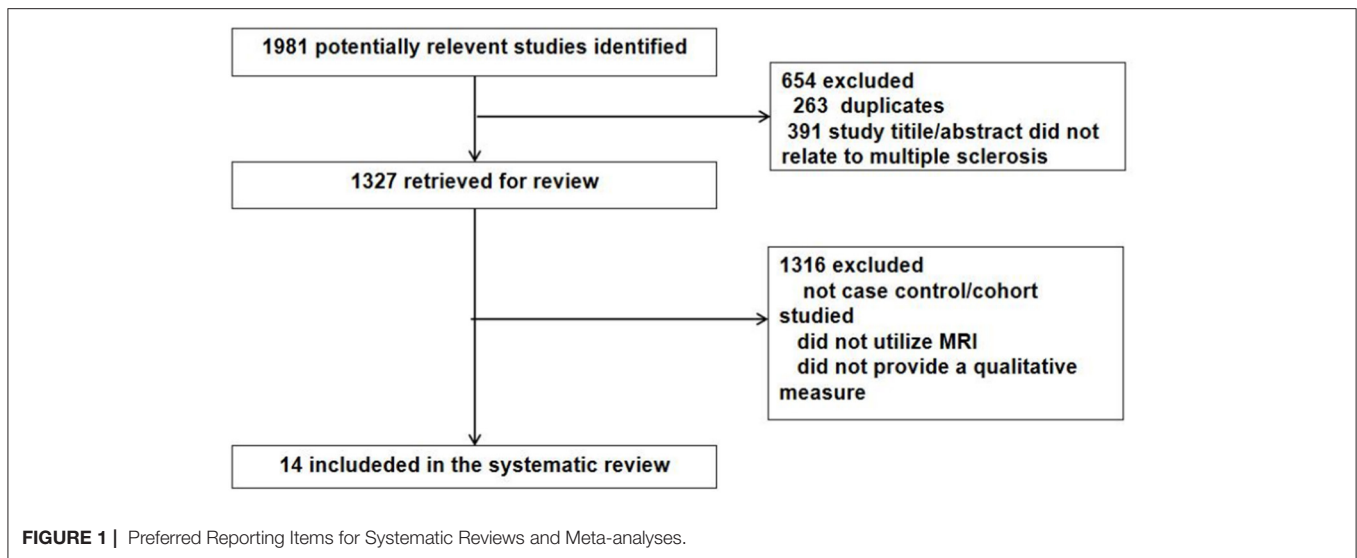 1981 potentially relevent studies identified
654 excluded
263 duplicates
391 study titile/abstract did not
relate to multiple sclerosis
1327 retrieved for review
1316 excluded
not case control/cohort
studied
did not utilize MRI
did not provide a qualitative
measure
14 includeded in the systematic review
FIGURE 1 | Preferred Reporting Items for Systematic Reviews and Meta-analyses.